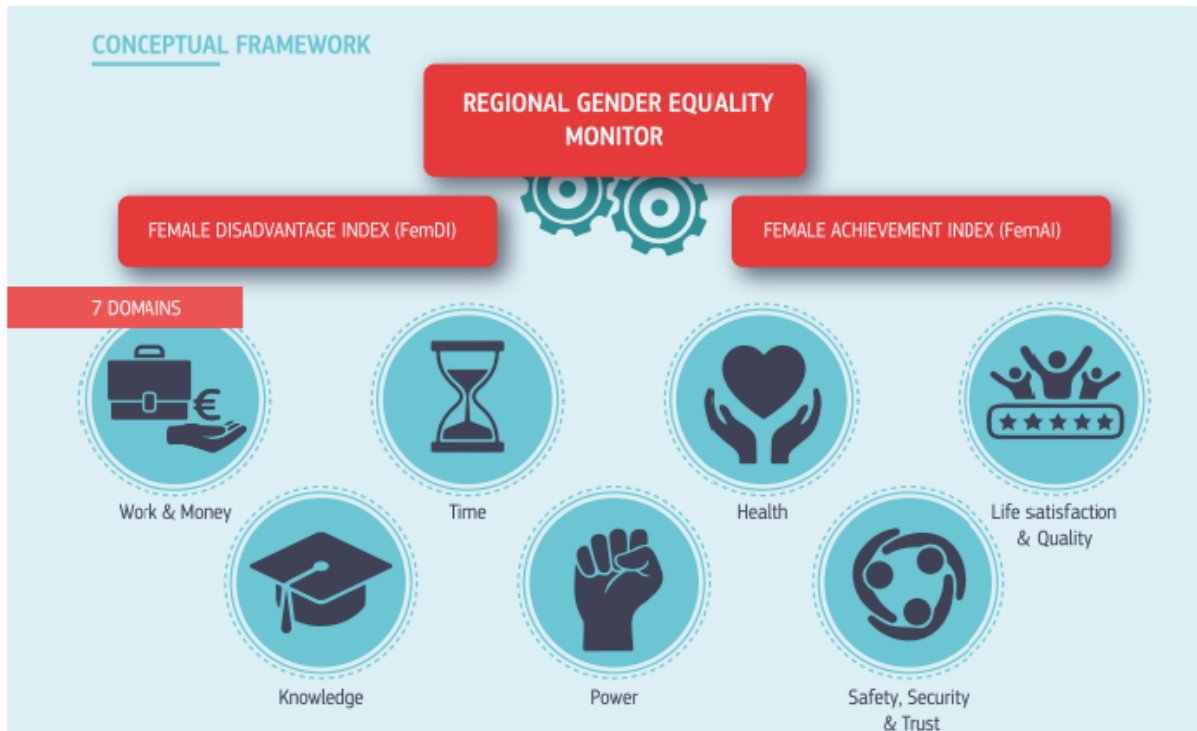 CONCEPTUAL FRAMEWORK
REGIONAL GENDER EQUALITY
MONITOR
FEMALE DISADVANTAGE INDEX (FemDI)
FEMALE ACHIEVEMENT INDEX (FemAI)
7 DOMAINS
€
Work & Money
Time
Health
Life satisfaction
& Quality
Knowledge
Power
Safety, Security
& Trust